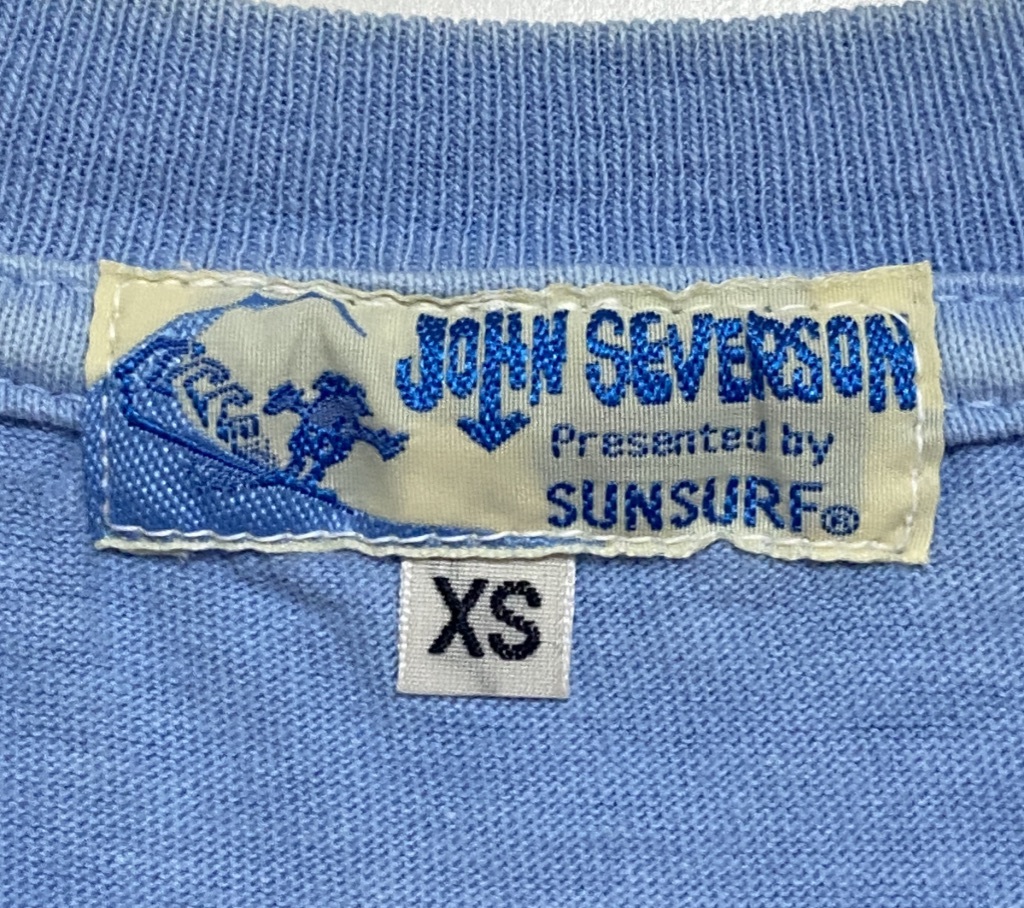 JOHN SEVERSON
Presented by
SUNSURF®
XS